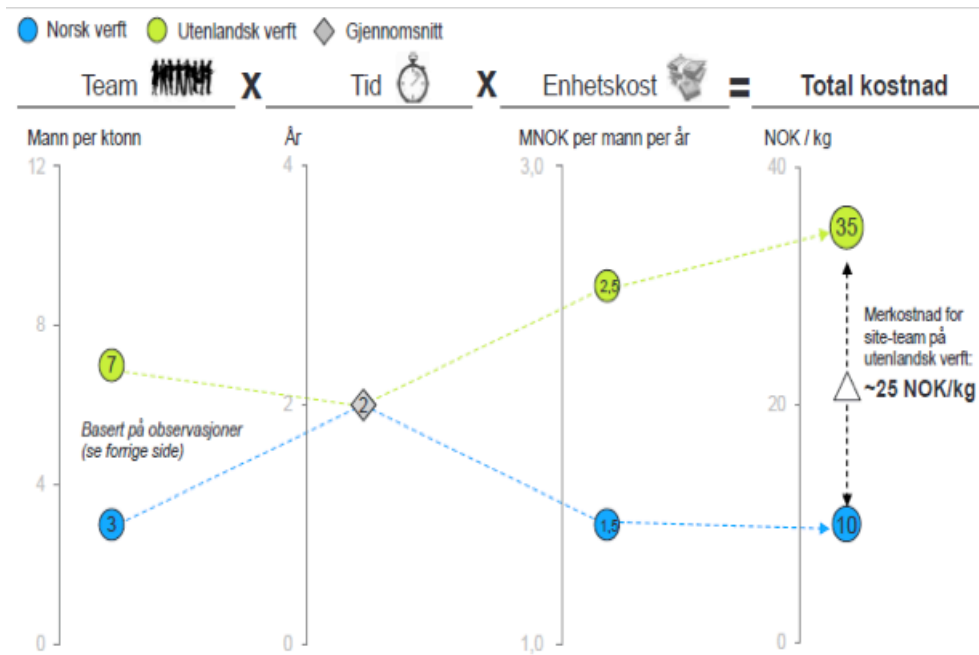 Norsk verft Utenlandsk verft Gjennomsnitt
Team X Tid X Enhetskost = Total kostnad
Mann per ktonn År MNOK per mann per år NOK / kg
12 4 3,0 40
35
2,5
Merkostnad for
site-team på
utenlandsk verft:
~25 NOK/kg
8
7
2 2 20
Basert på observasjoner
(se forrige side)
4
3 1,5 10
0 0 1,0 0